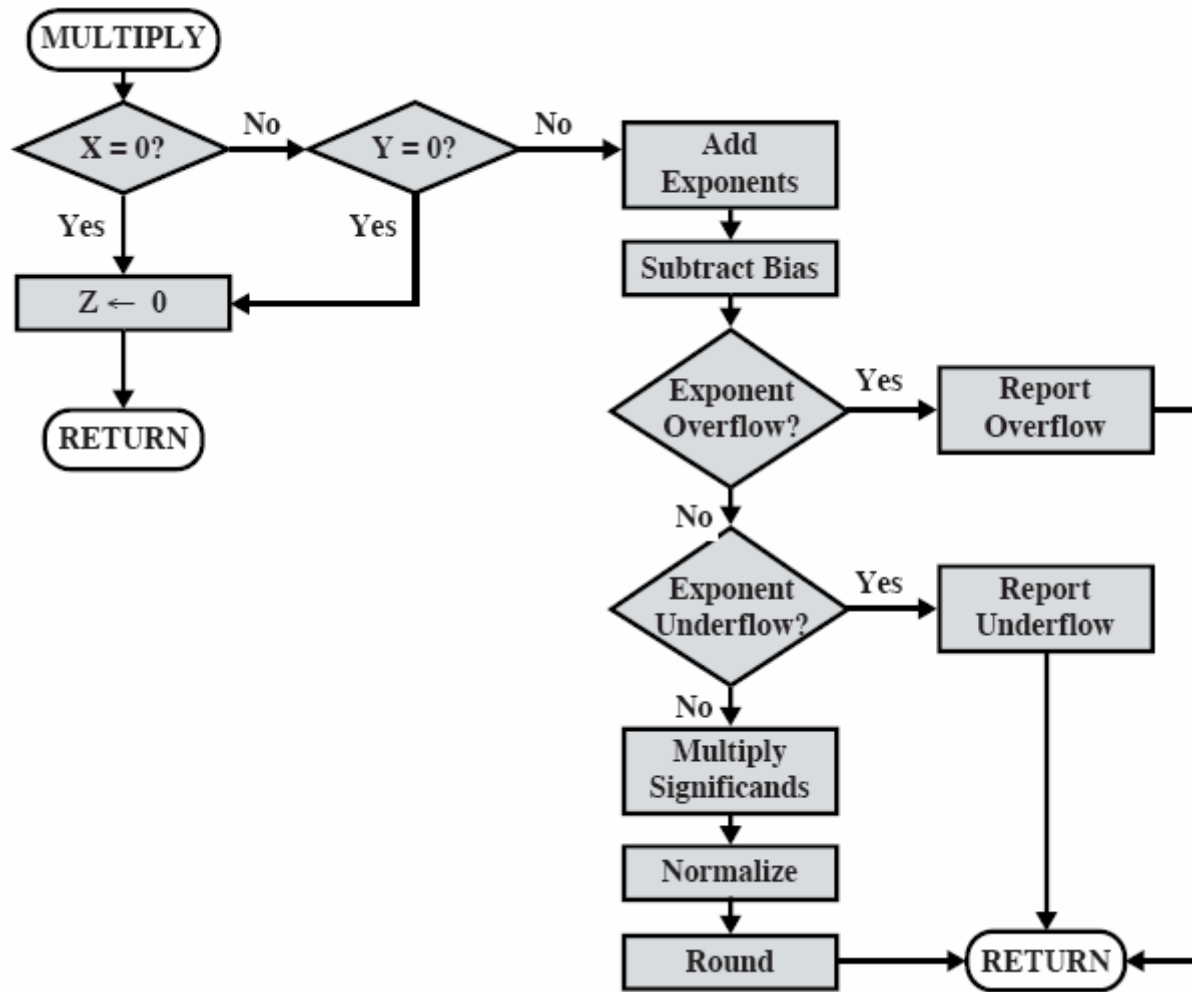 MULTIPLY
X = 0?
No
Y = 0?
No
Add
Exponents
Yes
Yes
Z ← 0
RETURN
Subtract Bias
Exponent
Overflow?
Yes
Report
Overflow
No
Exponent
Underflow?
Yes
Report
Underflow
No
Multiply
Significands
Normalize
Round
RETURN